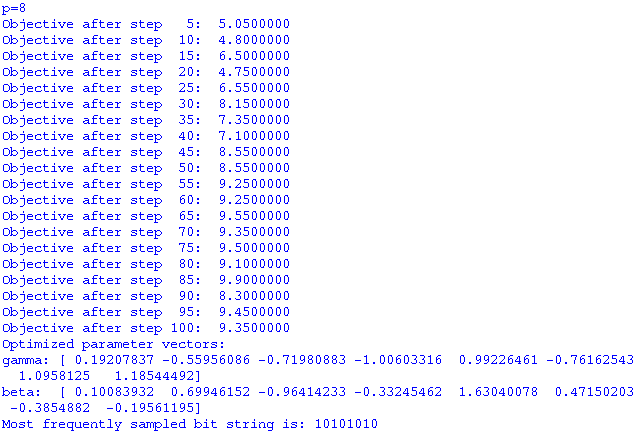 p=8
Objective after step   5:  5.0500000
Objective after step  10:  4.8000000
Objective after step  15:  6.5000000
Objective after step  20:  4.7500000
Objective after step  25:  6.5500000
Objective after step  30:  8.1500000
Objective after step  35:  7.3500000
Objective after step  40:  7.1000000
Objective after step  45:  8.5500000
Objective after step  50:  8.5500000
Objective after step  55:  9.2500000
Objective after step  60:  9.2500000
Objective after step  65:  9.5500000
Objective after step  70:  9.3500000
Objective after step  75:  9.5000000
Objective after step  80:  9.1000000
Objective after step  85:  9.9000000
Objective after step  90:  8.3000000
Objective after step  95:  9.4500000
Objective after step 100:  9.3500000
Optimized parameter vectors:
gamma: [ 0.19207837 -0.55956086 -0.71980883 -1.00603316  0.99226461 -0.76162543
  1.0958125   1.18544492]
beta:  [ 0.10083932  0.69946152 -0.96414233 -0.33245462  1.63040078  0.47150203
 -0.3854882  -0.19561195]
Most frequently sampled bit string is: 10101010